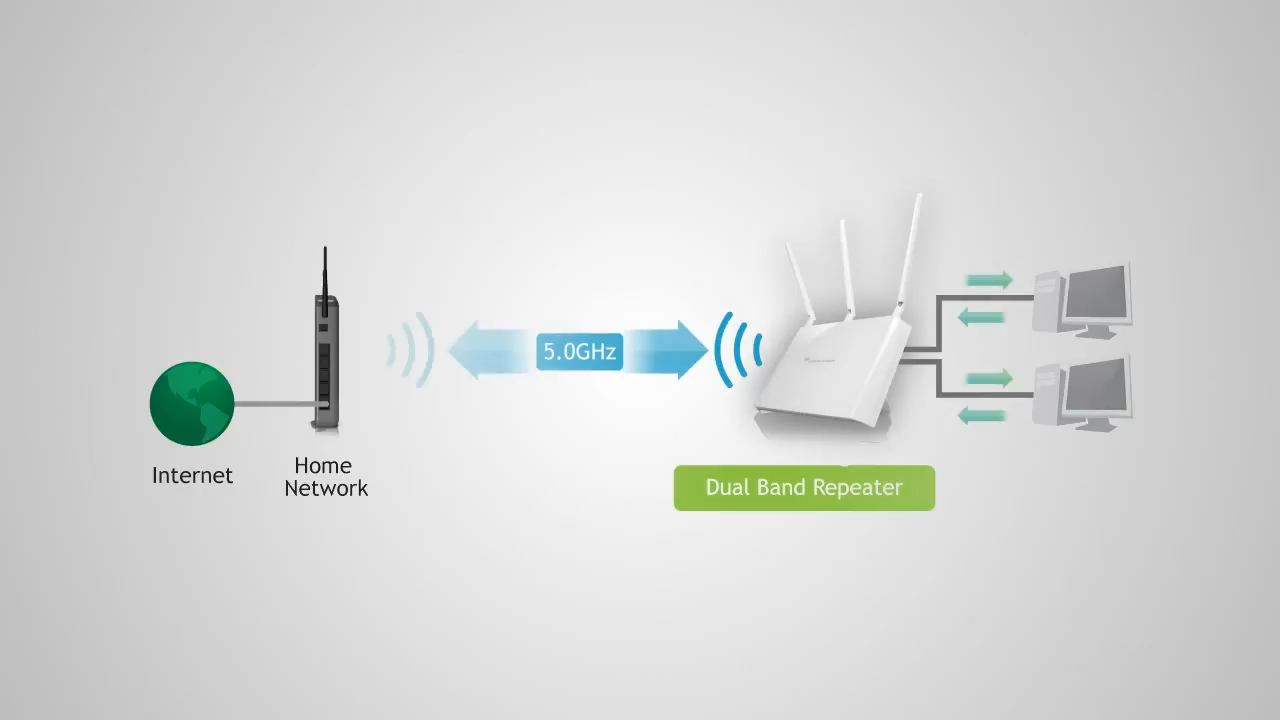 5.0GHz
Internet
Home
Network
Dual Band Repeater